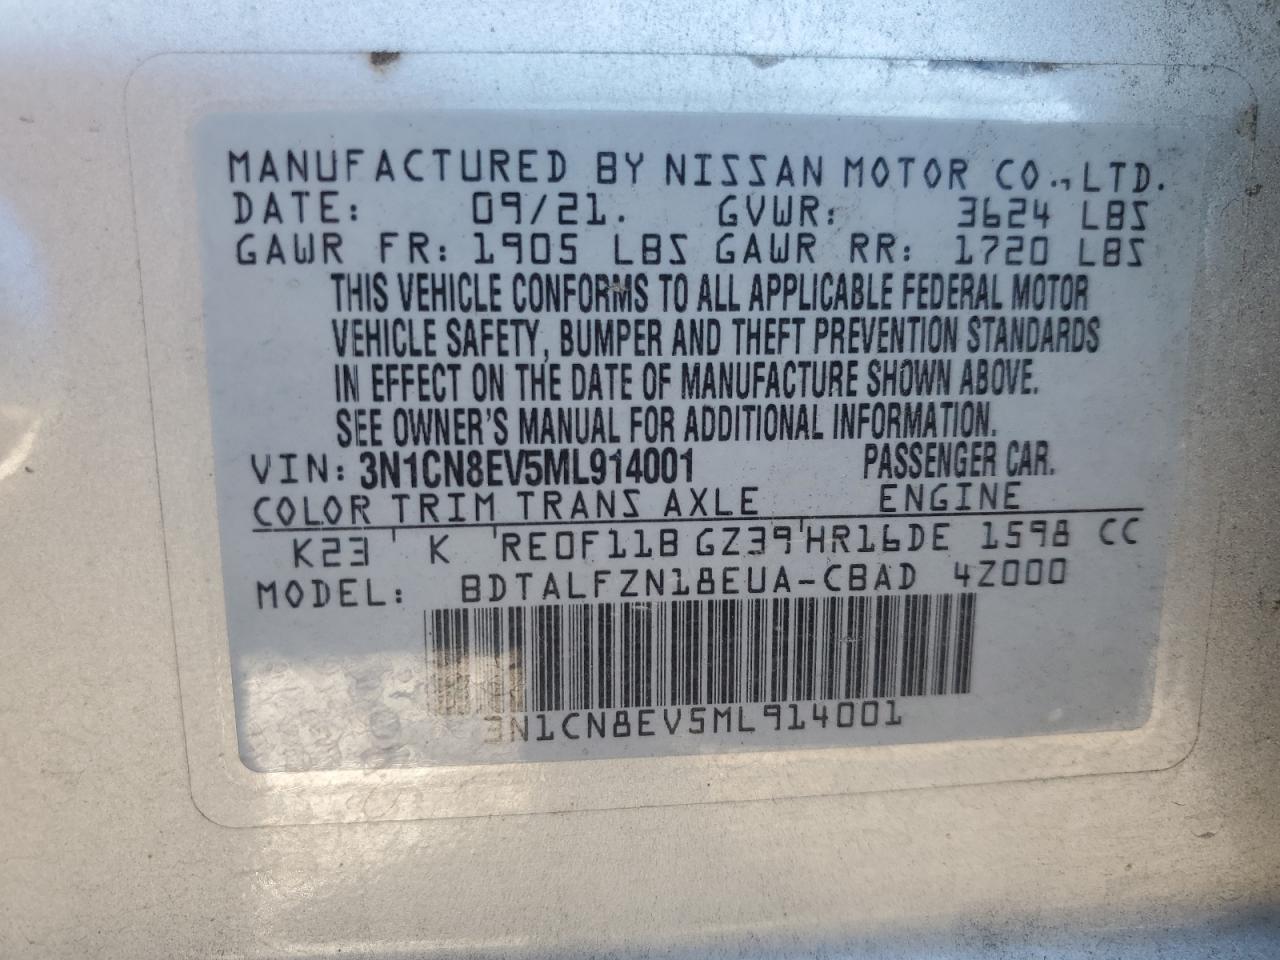 MANUFACTURED BY NISSAN MOTOR CO., LTD.
DATE: 09/21. GVWR: 3624 LBS
GAWR FR: 1905 LBS GAWR RR: 1720 LBS
THIS VEHICLE CONFORMS TO ALL APPLICABLE FEDERAL MOTOR
VEHICLE SAFETY, BUMPER AND THEFT PREVENTION STANDARDS
IN EFFECT ON THE DATE OF MANUFACTURE SHOWN ABOVE.
SEE OWNER'S MANUAL FOR ADDITIONAL INFORMATION.
VIN: 3N1CN8EV5ML914001 PASSENGER CAR.
COLOR TRIM TRANS AXLE ENGINE
K23 K RE0F11B GZ39 HR16DE 1598 CC
MODEL: BDTALFZN18EUA-CBAD 4Z000
3N1CN8EV5ML914001